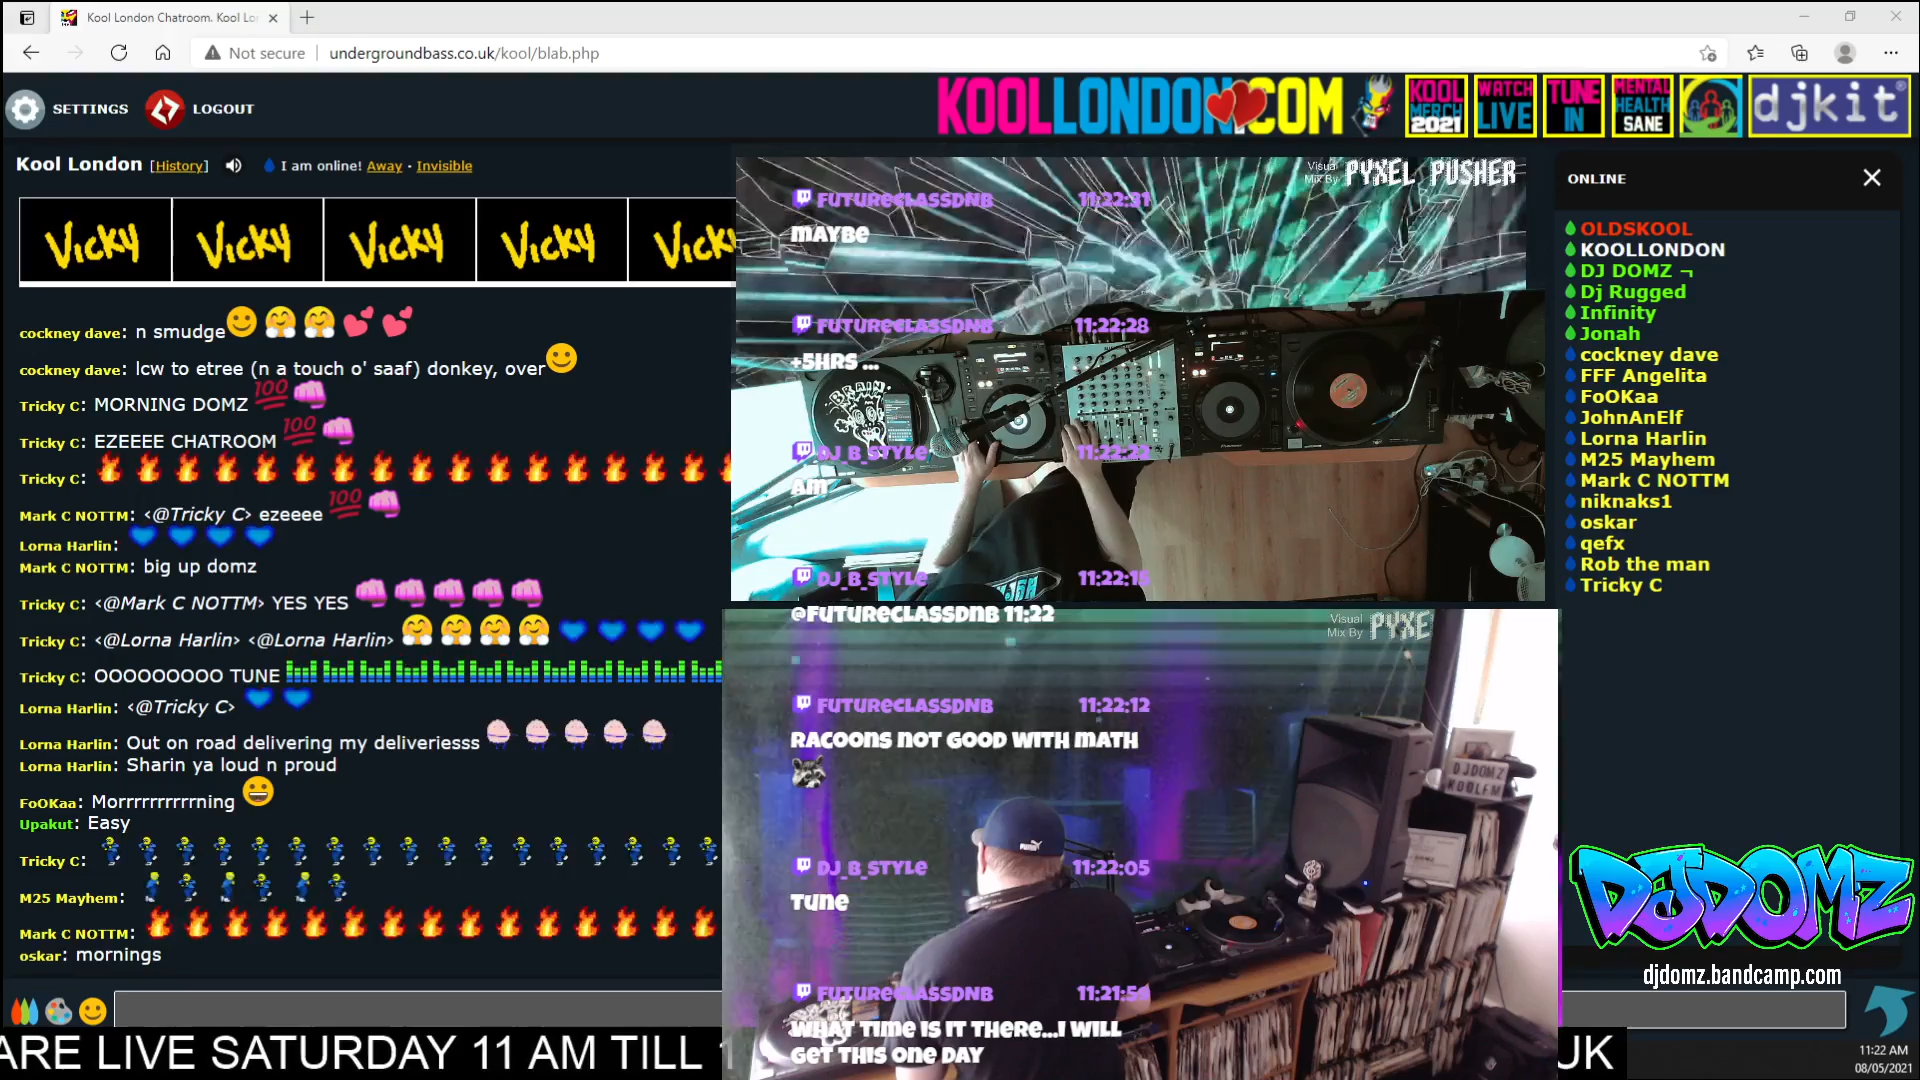 Kool London Chatroom. Kool Lo
Not secure
undergroundbass.co.uk/kool/blab.php
SETTINGS
LOGOUT
KOOLLONDON.COM
KOOL MERCH 2021
WATCH LIVE
TUNE IN
MENTAL HEALTH SANE
djkit
Kool London [History]
I am online! Away · Invisible
VICKY VICKY VICKY VICKY VICKY
cockney dave: n smudge
cockney dave: lcw to etree (n a touch o' saaf) donkey, over
Tricky C: MORNING DOMZ 100
Tricky C: EZEEEE CHATROOM 100
Tricky C:
Mark C NOTTM: <@Tricky C> ezeeee 100
Lorna Harlin:
Mark C NOTTM: big up domz
Tricky C: <@Mark C NOTTM> YES YES
Tricky C: <@Lorna Harlin> <@Lorna Harlin>
Tricky C: OOOOOOOOO TUNE
Lorna Harlin: <@Tricky C>
Lorna Harlin: Out on road delivering my deliveriesss
Lorna Harlin: Sharin ya loud n proud
FoOKaa: Morrrrrrrrrrning
Upakut: Easy
Tricky C:
M25 Mayhem:
Mark C NOTTM:
oskar: mornings
Visual Mix By PYXEL PUSHER
FUTURECLASSDNB 11:22:31
MAYBE
FUTURECLASSDNB 11:22:28
+5HRS ...
BRAIN
DJ_B_STYLE 11:22:22
AM
DJ_B_STYLE 11:22:15
@FUTURECLASSDNB 11:22
Visual Mix By PYXE
FUTURECLASSDNB 11:22:12
RACOONS NOT GOOD WITH MATH
DJDOMZ
KOOLFM
PUMA
DJ_B_STYLE 11:22:05
TUNE
FUTURECLASSDNB
WHAT TIME IS IT THERE...I WILL
GET THIS ONE DAY
ONLINE
OLDSKOOL
KOOLLONDON
DJ DOMZ ¬
Dj Rugged
Infinity
Jonah
cockney dave
FFF Angelita
FoOKaa
JohnAnElf
Lorna Harlin
M25 Mayhem
Mark C NOTTM
niknaks1
oskar
qefx
Rob the man
Tricky C
DJDOMZ
djdomz.bandcamp.com
ARE LIVE SATURDAY 11 AM TILL 1
UK
11:22 AM
08/05/2021